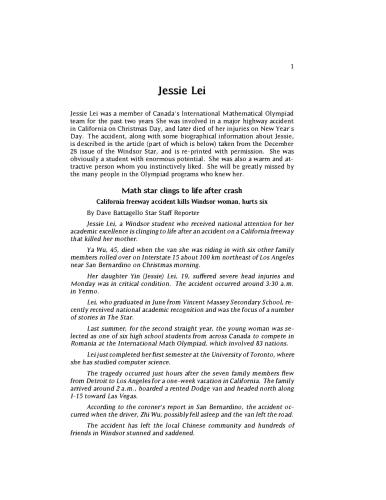 1
Jessie Lei
Jessie Lei was a member of Canada's International Mathematical Olympiad
team for the past two years She was involved in a major highway accident
in California on Christmas Day, and later died of her injuries on New Year's
Day. The accident, along with some biographical information about Jessie,
is described in the article (part of which is below) taken from the December
28 issue of the Windsor Star, and is re-printed with permission. She was
obviously a student with enormous potential. She was also a warm and at-
tractive person whom you instinctively liked. She will be greatly missed by
the many people in the Olympiad programs who knew her.
Math star clings to life after crash
California freeway accident kills Windsor woman, hurts six
By Dave Battagello Star Staff Reporter
Jessie Lei, a Windsor student who received national attention for her
academic excellence is clinging to life after an accident on a California freeway
that killed her mother.
Ya Wu, 45, died when the van she was riding in with six other family
members rolled over on Interstate 15 about 100 km northeast of Los Angeles
near San Bernardino on Christmas morning.
Her daughter Yin (Jessie) Lei, 19, suffered severe head injuries and
Monday was in critical condition. The accident occurred around 3:30 a.m.
in Yermo.
Lei, who graduated in June from Vincent Massey Secondary School, re-
cently received national academic recognition and was the focus of a number
of stories in The Star.
Last summer, for the second straight year, the young woman was se-
lected as one of six high school students from across Canada to compete in
Romania at the International Math Olympiad, which involved 83 nations.
Lei just completed her first semester at the University of Toronto, where
she has studied computer science.
The tragedy occurred just hours after the seven family members flew
from Detroit to Los Angeles for a one-week vacation in California. The family
arrived around 2 a.m., boarded a rented Dodge van and headed north along
I-15 toward Las Vegas.
According to the coroner's report in San Bernardino, the accident oc-
curred when the driver, Zhi Wu, possibly fell asleep and the van left the road.
The accident has left the local Chinese community and hundreds of
friends in Windsor stunned and saddened.